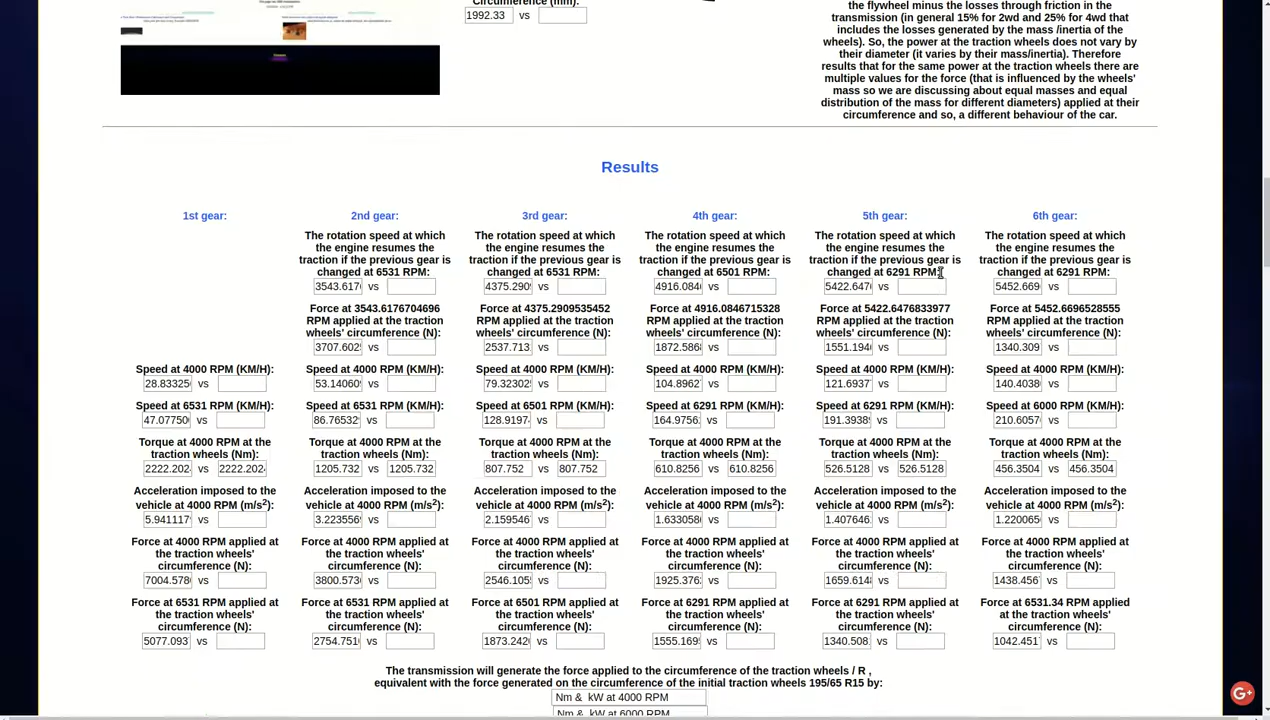 Circumference (mm):
1992.33 vs
the flywheel minus the losses through friction in the
transmission (in general 15% for 2wd and 25% for 4wd that
includes the losses generated by the mass /inertia of the
wheels). So, the power at the traction wheels does not vary by
their diameter (it varies by their mass/inertia). Therefore
results that for the same power at the traction wheels there are
multiple values for the force (that is influenced by the wheels'
mass so we are discussing about equal masses and equal
distribution of the mass for different diameters) applied at their
circumference and so, a different behaviour of the car.
Results
1st gear: 2nd gear: 3rd gear: 4th gear: 5th gear: 6th gear:
The rotation speed at which The rotation speed at which The rotation speed at which The rotation speed at which The rotation speed at which
the engine resumes the the engine resumes the the engine resumes the the engine resumes the the engine resumes the
traction if the previous gear is traction if the previous gear is traction if the previous gear is traction if the previous gear is traction if the previous gear is
changed at 6531 RPM: changed at 6531 RPM: changed at 6501 RPM: changed at 6291 RPM: changed at 6291 RPM:
3543.617 vs 4375.290 vs 4916.084 vs 5422.647 vs 5452.669 vs
Force at 3543.6176704696 Force at 4375.2909535452 Force at 4916.0846715328 Force at 5422.6476833977 Force at 5452.6696528555
RPM applied at the traction RPM applied at the traction RPM applied at the traction RPM applied at the traction RPM applied at the traction
wheels' circumference (N): wheels' circumference (N): wheels' circumference (N): wheels' circumference (N): wheels' circumference (N):
3707.602 vs 2537.713 vs 1872.586 vs 1551.194 vs 1340.309 vs
Speed at 4000 RPM (KM/H): Speed at 4000 RPM (KM/H): Speed at 4000 RPM (KM/H): Speed at 4000 RPM (KM/H): Speed at 4000 RPM (KM/H): Speed at 4000 RPM (KM/H):
28.83325 vs 53.14060 vs 79.32302 vs 104.8962 vs 121.6937 vs 140.4038 vs
Speed at 6531 RPM (KM/H): Speed at 6531 RPM (KM/H): Speed at 6501 RPM (KM/H): Speed at 6291 RPM (KM/H): Speed at 6291 RPM (KM/H): Speed at 6000 RPM (KM/H):
47.07750 vs 86.76532 vs 128.9197 vs 164.9756 vs 191.3938 vs 210.6057 vs
Torque at 4000 RPM at the Torque at 4000 RPM at the Torque at 4000 RPM at the Torque at 4000 RPM at the Torque at 4000 RPM at the Torque at 4000 RPM at the
traction wheels (Nm): traction wheels (Nm): traction wheels (Nm): traction wheels (Nm): traction wheels (Nm): traction wheels (Nm):
2222.202 vs 2222.202 1205.732 vs 1205.732 807.752 vs 807.752 610.8256 vs 610.8256 526.5128 vs 526.5128 456.3504 vs 456.3504
Acceleration imposed to the Acceleration imposed to the Acceleration imposed to the Acceleration imposed to the Acceleration imposed to the Acceleration imposed to the
vehicle at 4000 RPM (m/s²): vehicle at 4000 RPM (m/s²): vehicle at 4000 RPM (m/s²): vehicle at 4000 RPM (m/s²): vehicle at 4000 RPM (m/s²): vehicle at 4000 RPM (m/s²):
5.941117 vs 3.223556 vs 2.159546 vs 1.633058 vs 1.407646 vs 1.220065 vs
Force at 4000 RPM applied at Force at 4000 RPM applied at Force at 4000 RPM applied at Force at 4000 RPM applied at Force at 4000 RPM applied at Force at 4000 RPM applied at
the traction wheels' the traction wheels' the traction wheels' the traction wheels' the traction wheels' the traction wheels'
circumference (N): circumference (N): circumference (N): circumference (N): circumference (N): circumference (N):
7004.578 vs 3800.573 vs 2546.105 vs 1925.376 vs 1659.614 vs 1438.456 vs
Force at 6531 RPM applied at Force at 6531 RPM applied at Force at 6501 RPM applied at Force at 6291 RPM applied at Force at 6291 RPM applied at Force at 6531.34 RPM applied
the traction wheels' the traction wheels' the traction wheels' the traction wheels' the traction wheels' at the traction wheels'
circumference (N): circumference (N): circumference (N): circumference (N): circumference (N): circumference (N):
5077.093 vs 2754.751 vs 1873.242 vs 1555.169 vs 1340.508 vs 1042.451 vs
The transmission will generate the force applied to the circumference of the traction wheels / R ,
equivalent with the force generated on the circumference of the initial traction wheels 195/65 R15 by:
Nm & kW at 4000 RPM
Nm & kW at 6000 RPM
G+